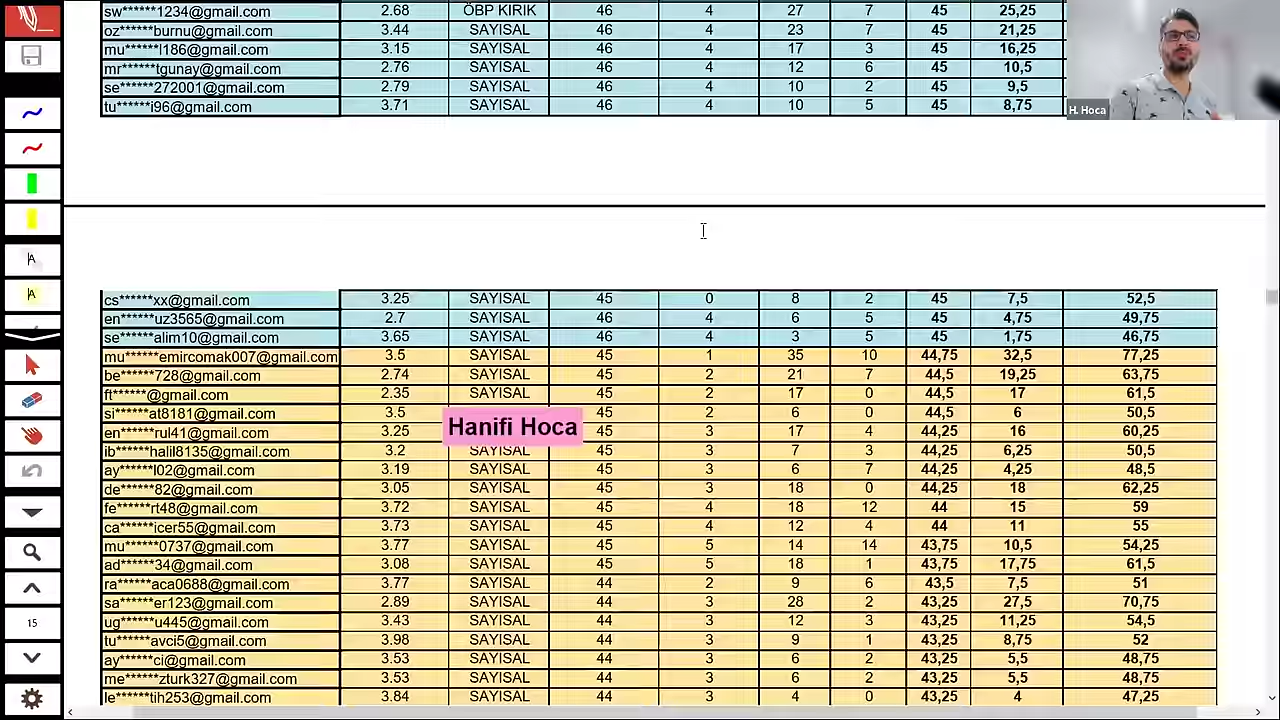 sw******1234@gmail.com 2.68 ÖBP KIRIK 46 4 27 7 45 25,25
oz******burnu@gmail.com 3.44 SAYISAL 46 4 23 7 45 21,25
mu******l186@gmail.com 3.15 SAYISAL 46 4 17 3 45 16,25
mr******tgunay@gmail.com 2.76 SAYISAL 46 4 12 6 45 10,5
se******272001@gmail.com 2.79 SAYISAL 46 4 10 2 45 9,5
tu******i96@gmail.com 3.71 SAYISAL 46 4 10 5 45 8,75
H. Hoca
cs******xx@gmail.com 3.25 SAYISAL 45 0 8 2 45 7,5 52,5
en******uz3565@gmail.com 2.7 SAYISAL 46 4 6 5 45 4,75 49,75
se******alim10@gmail.com 3.65 SAYISAL 46 4 3 5 45 1,75 46,75
mu******emircomak007@gmail.com 3.5 SAYISAL 45 1 35 10 44,75 32,5 77,25
be******728@gmail.com 2.74 SAYISAL 45 2 21 7 44,5 19,25 63,75
ft******@gmail.com 2.35 SAYISAL 45 2 17 0 44,5 17 61,5
si******at8181@gmail.com 3.5 45 2 6 0 44,5 6 50,5
Hanifi Hoca
en******rul41@gmail.com 3.25 45 3 17 4 44,25 16 60,25
ib******halil8135@gmail.com 3.2 SAYISAL 45 3 7 3 44,25 6,25 50,5
ay******l02@gmail.com 3.19 SAYISAL 45 3 6 7 44,25 4,25 48,5
de******82@gmail.com 3.05 SAYISAL 45 3 18 0 44,25 18 62,25
fe******rt48@gmail.com 3.72 SAYISAL 45 4 18 12 44 15 59
ca******icer55@gmail.com 3.73 SAYISAL 45 4 12 4 44 11 55
mu******0737@gmail.com 3.77 SAYISAL 45 5 14 14 43,75 10,5 54,25
ad******34@gmail.com 3.08 SAYISAL 45 5 18 1 43,75 17,75 61,5
ra******aca0688@gmail.com 3.77 SAYISAL 44 2 9 6 43,5 7,5 51
sa******er123@gmail.com 2.89 SAYISAL 44 3 28 2 43,25 27,5 70,75
ug******u445@gmail.com 3.43 SAYISAL 44 3 12 3 43,25 11,25 54,5
tu******avci5@gmail.com 3.98 SAYISAL 44 3 9 1 43,25 8,75 52
ay******ci@gmail.com 3.53 SAYISAL 44 3 6 2 43,25 5,5 48,75
me******zturk327@gmail.com 3.53 SAYISAL 44 3 6 2 43,25 5,5 48,75
le******tih253@gmail.com 3.84 SAYISAL 44 3 4 0 43,25 4 47,25
A
A
15